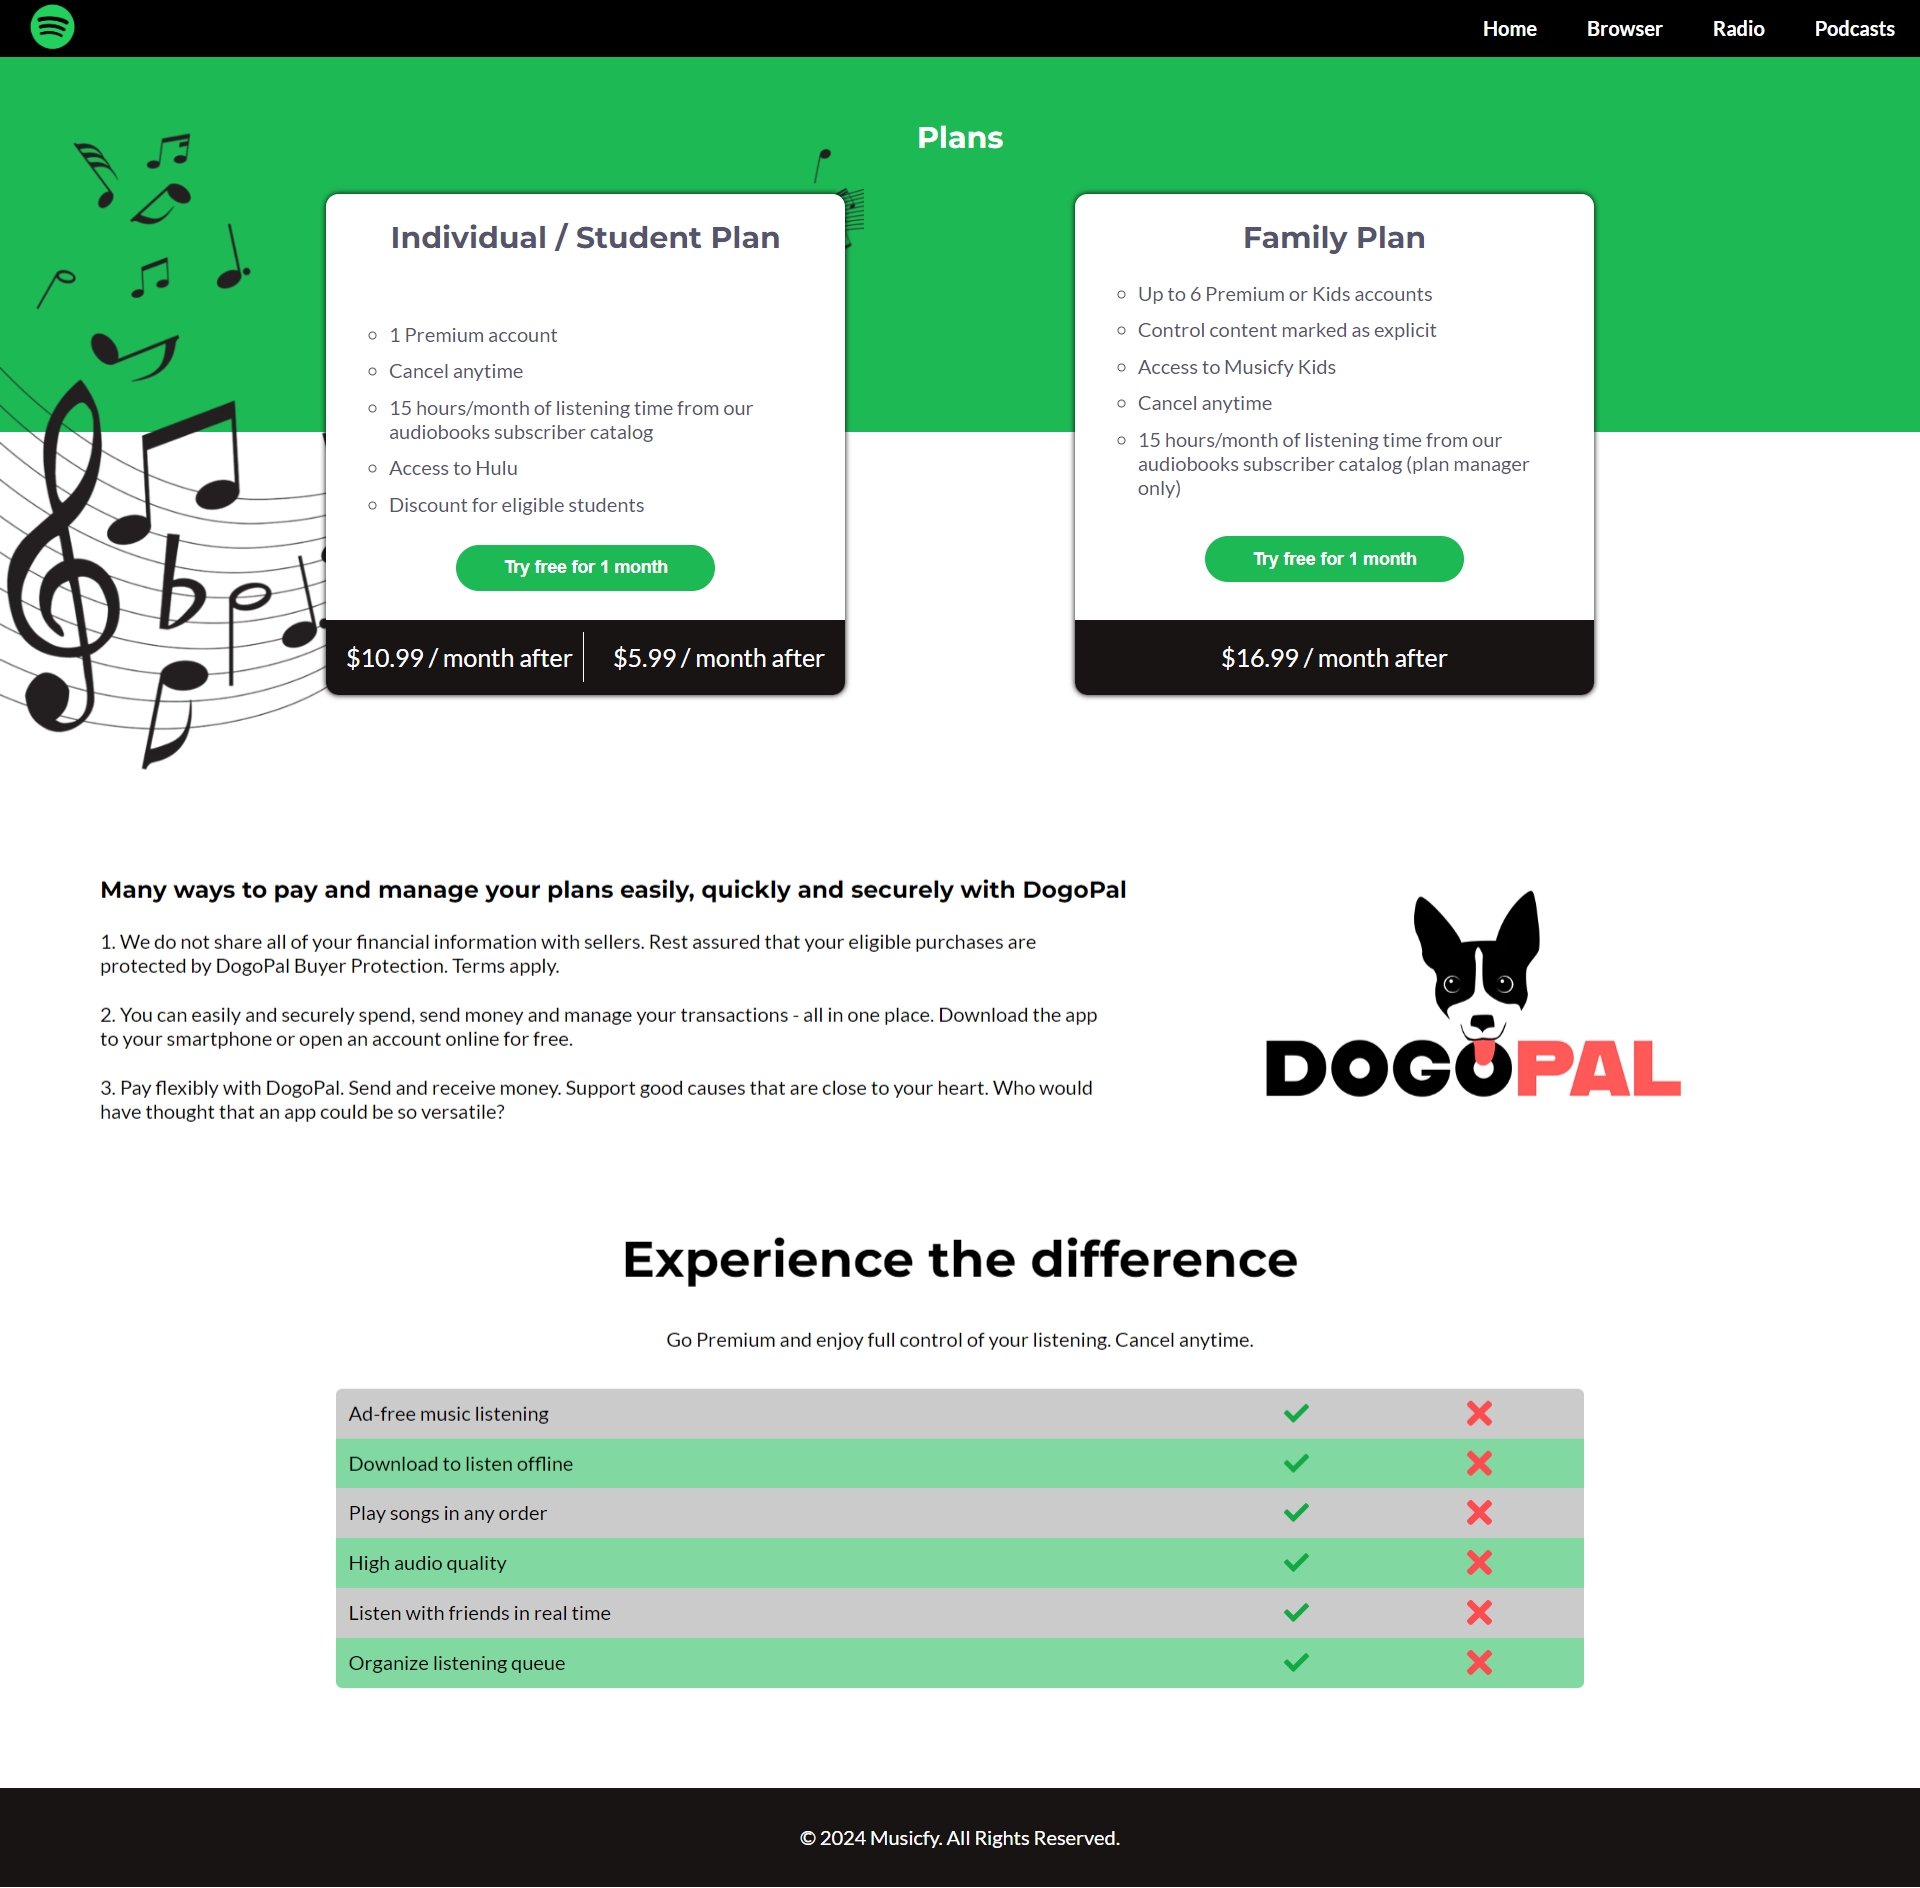 Home Browser Radio Podcasts
Plans
Individual / Student Plan
1 Premium account
Cancel anytime
15 hours/month of listening time from our
audiobooks subscriber catalog
Access to Hulu
Discount for eligible students
Try free for 1 month
$10.99 / month after $5.99 / month after
Family Plan
Up to 6 Premium or Kids accounts
Control content marked as explicit
Access to Musicfy Kids
Cancel anytime
15 hours/month of listening time from our
audiobooks subscriber catalog (plan manager
only)
Try free for 1 month
$16.99 / month after
Many ways to pay and manage your plans easily, quickly and securely with DogoPal
1. We do not share all of your financial information with sellers. Rest assured that your eligible purchases are
protected by DogoPal Buyer Protection. Terms apply.
2. You can easily and securely spend, send money and manage your transactions - all in one place. Download the app
to your smartphone or open an account online for free.
3. Pay flexibly with DogoPal. Send and receive money. Support good causes that are close to your heart. Who would
have thought that an app could be so versatile?
DOGOPAL
Experience the difference
Go Premium and enjoy full control of your listening. Cancel anytime.
Ad-free music listening
Download to listen offline
Play songs in any order
High audio quality
Listen with friends in real time
Organize listening queue
© 2024 Musicfy. All Rights Reserved.